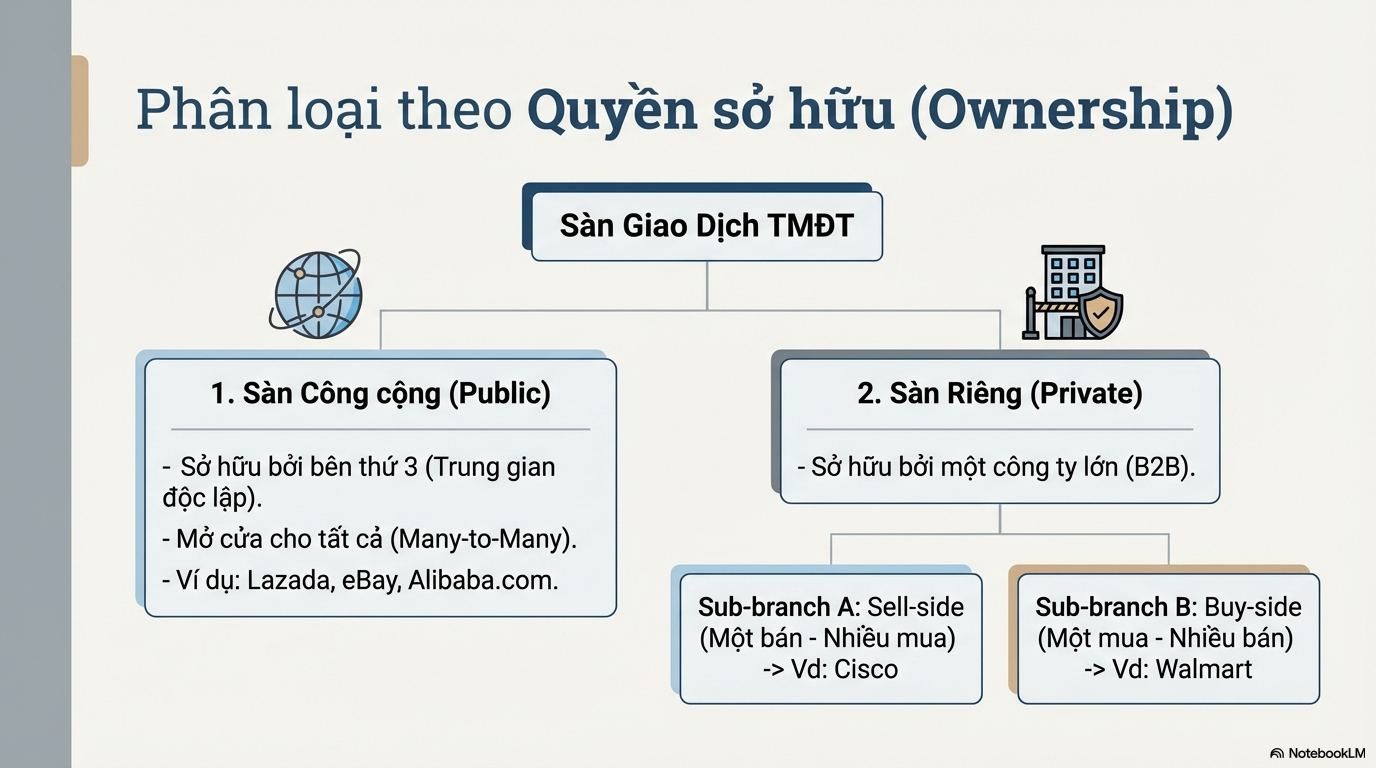 Phân loại theo Quyền sở hữu (Ownership)
Sàn Giao Dịch TMĐT
1. Sàn Công cộng (Public)
- Sở hữu bởi bên thứ 3 (Trung gian
độc lập).
- Mở cửa cho tất cả (Many-to-Many).
- Ví dụ: Lazada, eBay, Alibaba.com.
2. Sàn Riêng (Private)
- Sở hữu bởi một công ty lớn (B2B).
Sub-branch A: Sell-side
(Một bán - Nhiều mua)
-> Vd: Cisco
Sub-branch B: Buy-side
(Một mua - Nhiều bán)
-> Vd: Walmart
NotebookLM